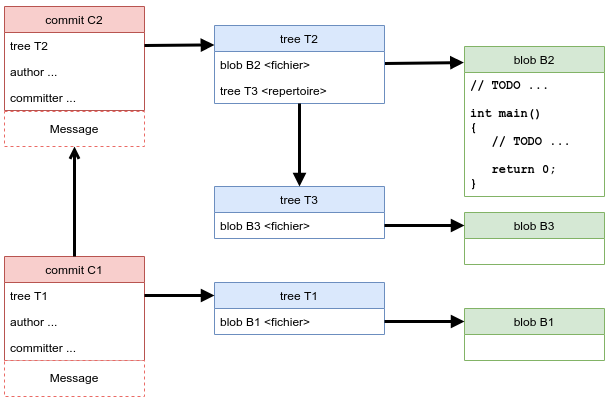 commit C2
tree T2
author ...
committer ...
Message
tree T2
blob B2 <fichier>
tree T3 <repertoire>
blob B2
// TODO ...
int main()
{
// TODO ...
return 0;
}
tree T3
blob B3 <fichier>
blob B3
commit C1
tree T1
author ...
committer ...
Message
tree T1
blob B1 <fichier>
blob B1